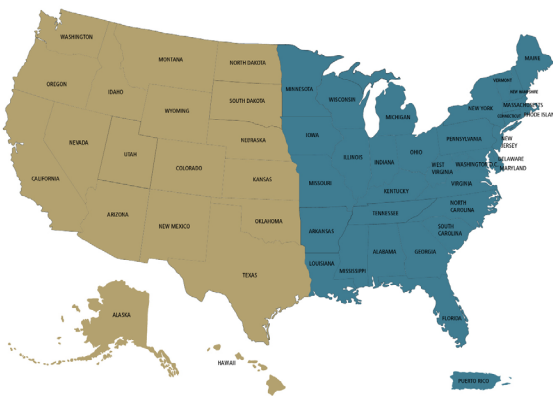 WASHINGTON
MONTANA
NORTH DAKOTA
MAINE
OREGON
IDAHO
MINNESOTA
VERMONT
NEW HAMPSHIRE
SOUTH DAKOTA
WISCONSIN
WYOMING
MICHIGAN
NEW YORK
MASSACHUSETTS
CONNECTICUT
RHODE ISLAN
NEVADA
NEBRASKA
IOWA
PENNSYLVANIA
NEW
JERSEY
UTAH
COLORADO
ILLINOIS
INDIANA
OHIO
WEST
VIRGINIA
WASHINGTON D.C.
DELAWARE
MARYLAND
CALIFORNIA
KANSAS
MISSOURI
KENTUCKY
VIRGINIA
ARIZONA
NEW MEXICO
OKLAHOMA
ARKANSAS
TENNESSEE
NORTH
CAROLINA
SOUTH
CAROLINA
TEXAS
LOUISIANA
MISSISSIPPI
ALABAMA
GEORGIA
ALASKA
FLORIDA
HAWAII
PUERTO RICO